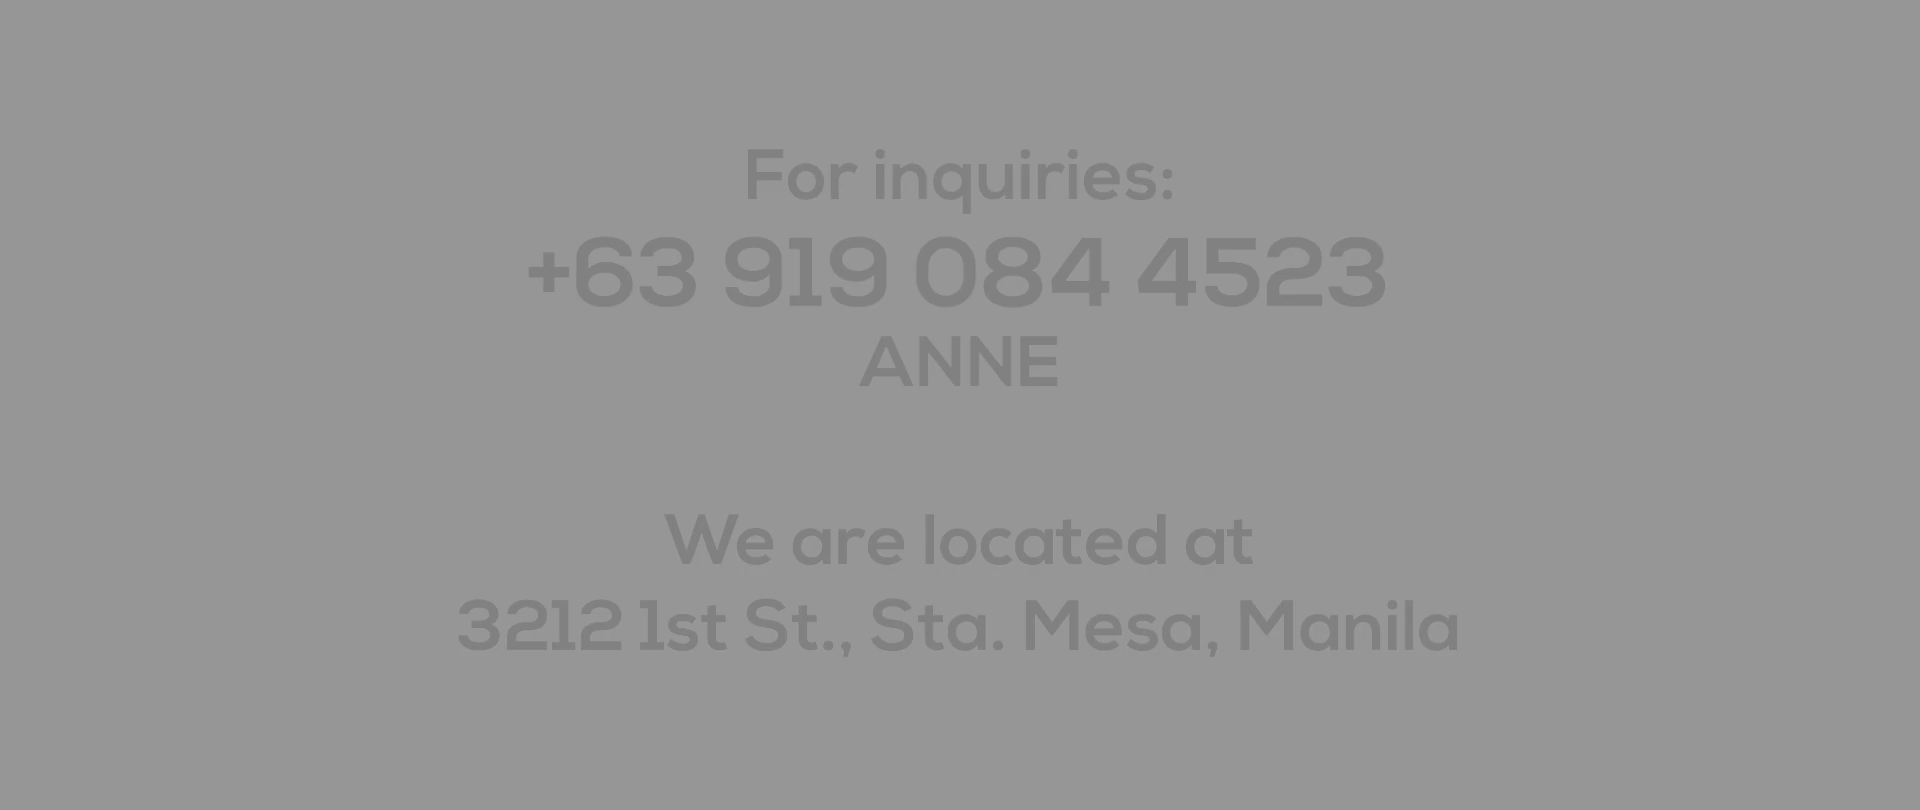 For inquiries:
+63 919 084 4523
ANNE
We are located at
3212 1st St., Sta. Mesa, Manila